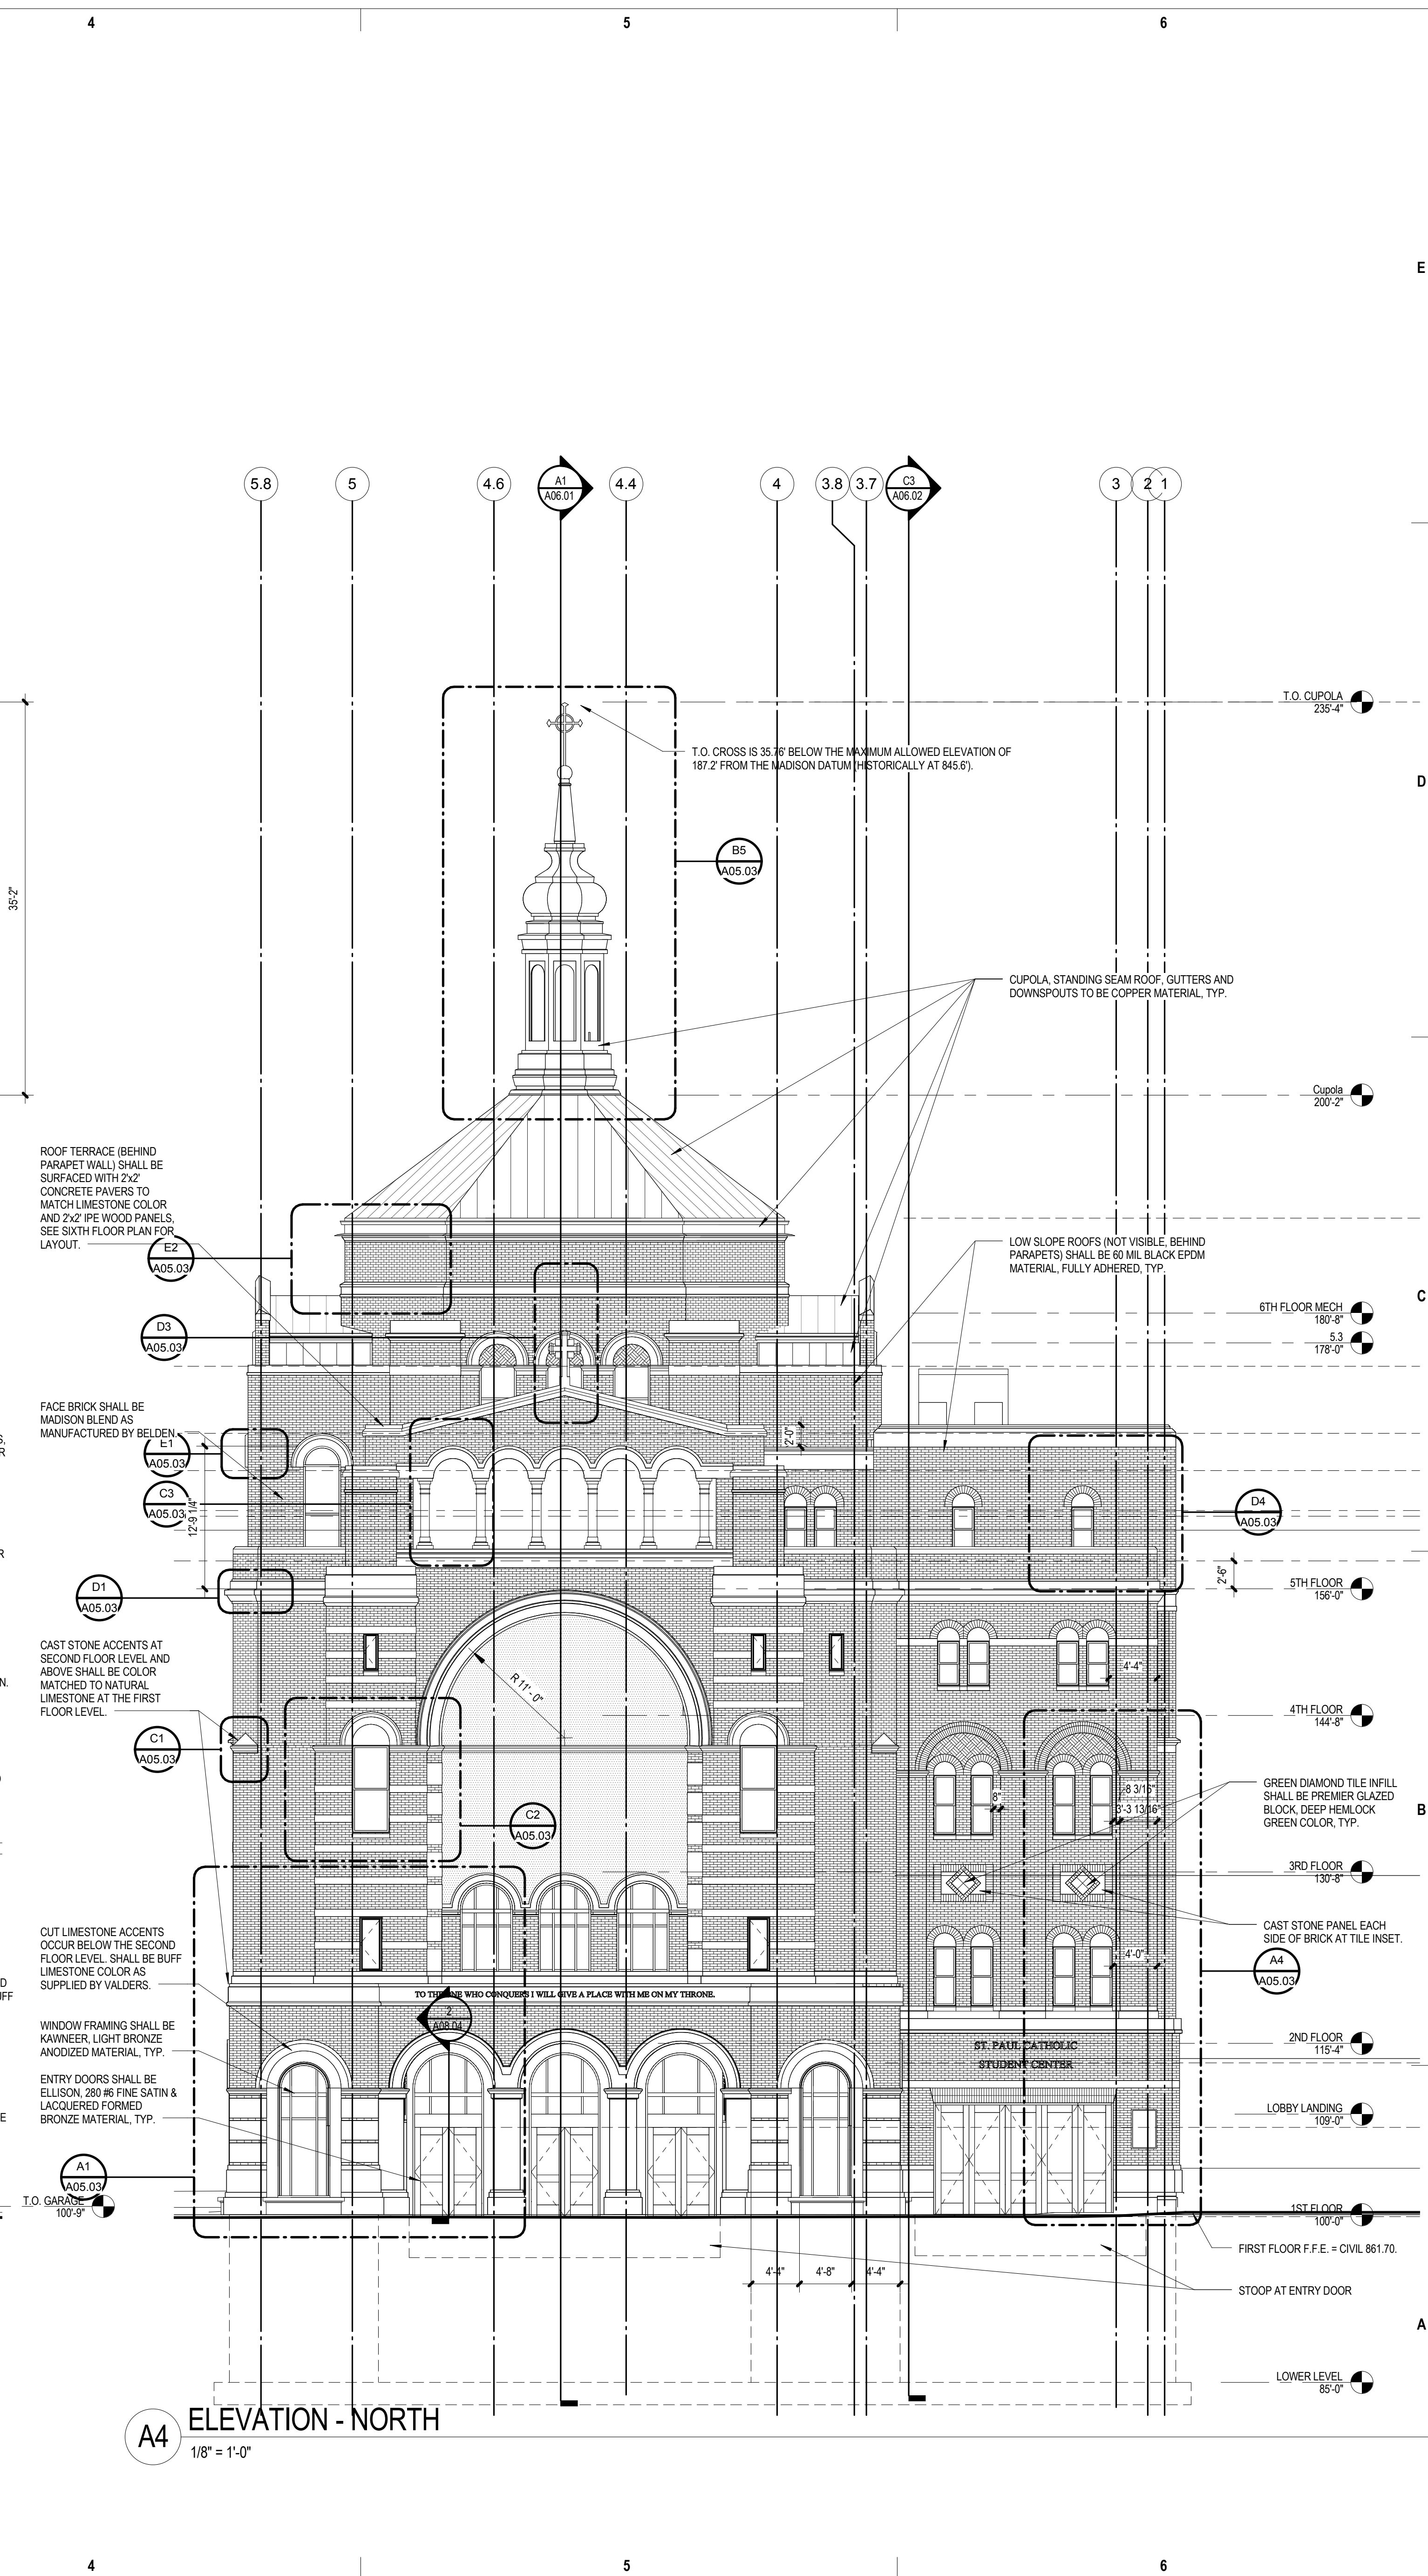 4
5
6
E
5.8
5
4.6
A1
A06.01
4.4
4
3.8
3.7
C3
A06.02
3
2
1
T.O. CUPOLA
235'-4"
T.O. CROSS IS 35.76' BELOW THE MAXIMUM ALLOWED ELEVATION OF
187.2' FROM THE MADISON DATUM (HISTORICALLY AT 845.6').
D
B5
A05.03
35'-2"
CUPOLA, STANDING SEAM ROOF, GUTTERS AND
DOWNSPOUTS TO BE COPPER MATERIAL, TYP.
Cupola
200'-2"
ROOF TERRACE (BEHIND
PARAPET WALL) SHALL BE
SURFACED WITH 2'x2'
CONCRETE PAVERS TO
MATCH LIMESTONE COLOR
AND 2'x2' IPE WOOD PANELS,
SEE SIXTH FLOOR PLAN FOR
LAYOUT.
E2
A05.03
LOW SLOPE ROOFS (NOT VISIBLE, BEHIND
PARAPETS) SHALL BE 60 MIL BLACK EPDM
MATERIAL, FULLY ADHERED, TYP.
C
6TH FLOOR MECH
180'-8"
5.3
178'-0"
D3
A05.03
FACE BRICK SHALL BE
MADISON BLEND AS
MANUFACTURED BY BELDEN.
S,
R
E1
A05.03
2'-0"
C3
A05.03
12'-9 1/4"
D4
A05.03
R
D1
A05.03
2'-6"
5TH FLOOR
156'-0"
CAST STONE ACCENTS AT
SECOND FLOOR LEVEL AND
ABOVE SHALL BE COLOR
MATCHED TO NATURAL
LIMESTONE AT THE FIRST
FLOOR LEVEL.
N.
R 11'- 0"
4'-4"
4TH FLOOR
144'-8"
C1
A05.03
GREEN DIAMOND TILE INFILL
SHALL BE PREMIER GLAZED
BLOCK, DEEP HEMLOCK
GREEN COLOR, TYP.
B
8"
-8 3/16"
3'-3 13/16"
C2
A05.03
3RD FLOOR
130'-8"
CUT LIMESTONE ACCENTS
OCCUR BELOW THE SECOND
FLOOR LEVEL. SHALL BE BUFF
LIMESTONE COLOR AS
SUPPLIED BY VALDERS.
D
UFF
CAST STONE PANEL EACH
SIDE OF BRICK AT TILE INSET.
4'-0"
A4
A05.03
TO THE ONE WHO CONQUERS I WILL GIVE A PLACE WITH ME ON MY THRONE.
2
A08.04
WINDOW FRAMING SHALL BE
KAWNEER, LIGHT BRONZE
ANODIZED MATERIAL, TYP.
ST. PAUL CATHOLIC
STUDENT CENTER
2ND FLOOR
115'-4"
ENTRY DOORS SHALL BE
ELLISON, 280 #6 FINE SATIN &
LACQUERED FORMED
BRONZE MATERIAL, TYP.
E
LOBBY LANDING
109'-0"
A1
A05.03
T.O. GARAGE
100'-9"
1ST FLOOR
100'-0"
FIRST FLOOR F.F.E. = CIVIL 861.70.
4'-4"
4'-8"
4'-4"
STOOP AT ENTRY DOOR
A
LOWER LEVEL
85'-0"
A4
ELEVATION - NORTH
1/8" = 1'-0"
4
5
6